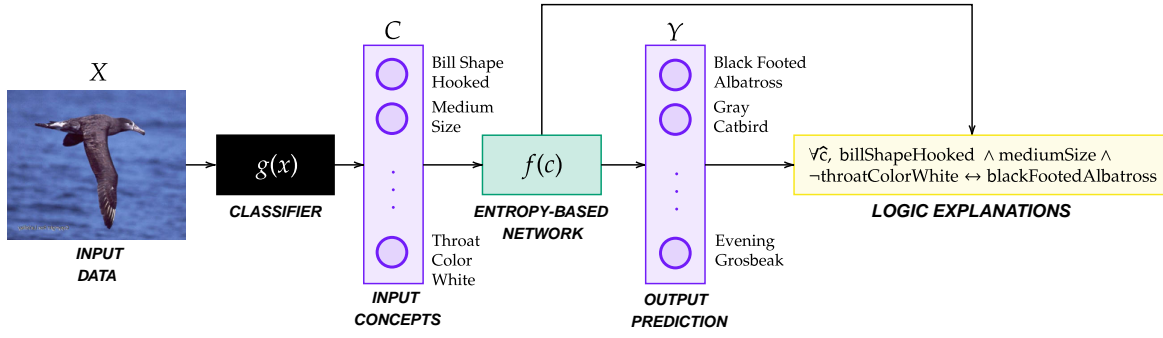 X
INPUT
DATA
g(x)
CLASSIFIER
C
Bill Shape
Hooked
Medium
Size
Throat
Color
White
INPUT
CONCEPTS
f(c)
ENTROPY-BASED
NETWORK
Y
Black Footed
Albatross
Gray
Catbird
Evening
Grosbeak
OUTPUT
PREDICTION
∀ĉ, billShapeHooked ∧ mediumSize ∧
¬throatColorWhite ↔ blackFootedAlbatross
LOGIC EXPLANATIONS